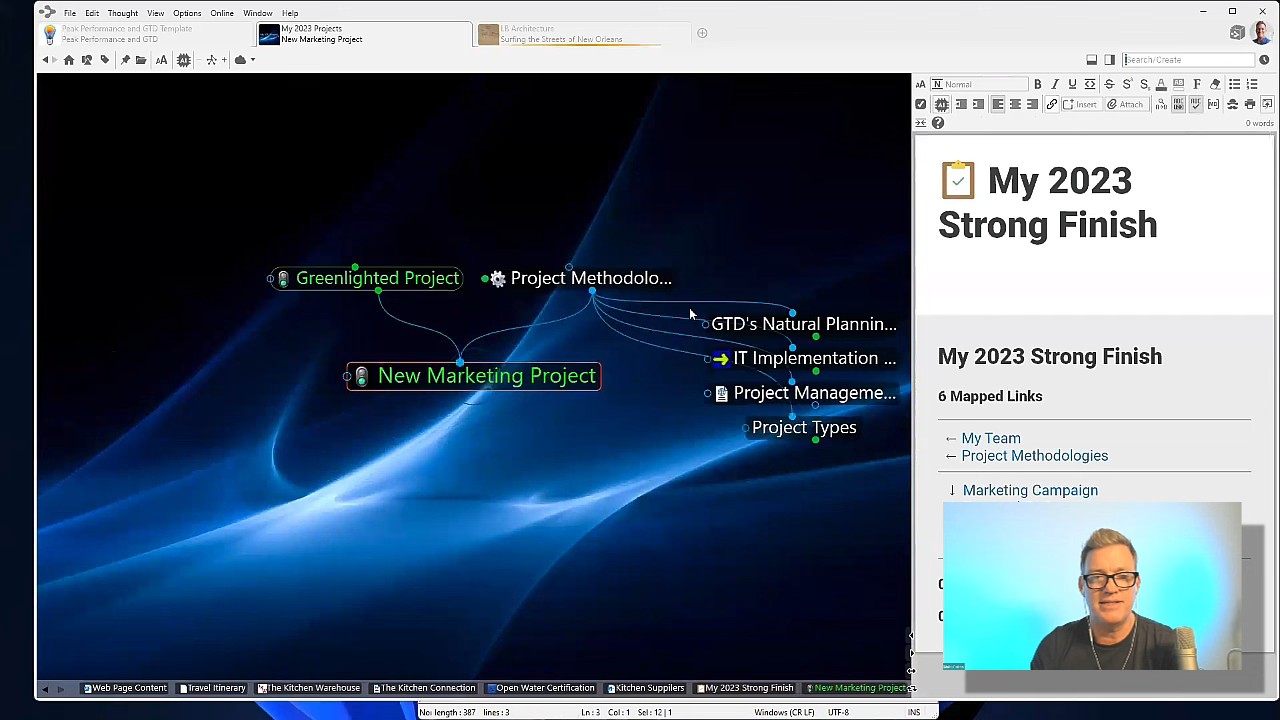 File Edit Thought View Options Online Window Help
Peak Performance and GTD Template
Peak Performance and GTD
My 2023 Projects
New Marketing Project
LB Architecture
Surfing the Streets of New Orleans
Search/Create
Normal
Insert
Attach
0 words
📋 My 2023
Strong Finish
Greenlighted Project
Project Methodolo...
GTD's Natural Plannin...
IT Implementation ...
Project Manageme...
Project Types
New Marketing Project
My 2023 Strong Finish
6 Mapped Links
← My Team
← Project Methodologies
↓ Marketing Campaign
Web Page Content Travel Itinerary The Kitchen Warehouse The Kitchen Connection Open Water Certification Kitchen Suppliers My 2023 Strong Finish New Marketing Project
length : 387 lines : 3 Ln : 3 Col : 1 Sel : 12 | 1 Windows (CR LF) UTF-8 INS